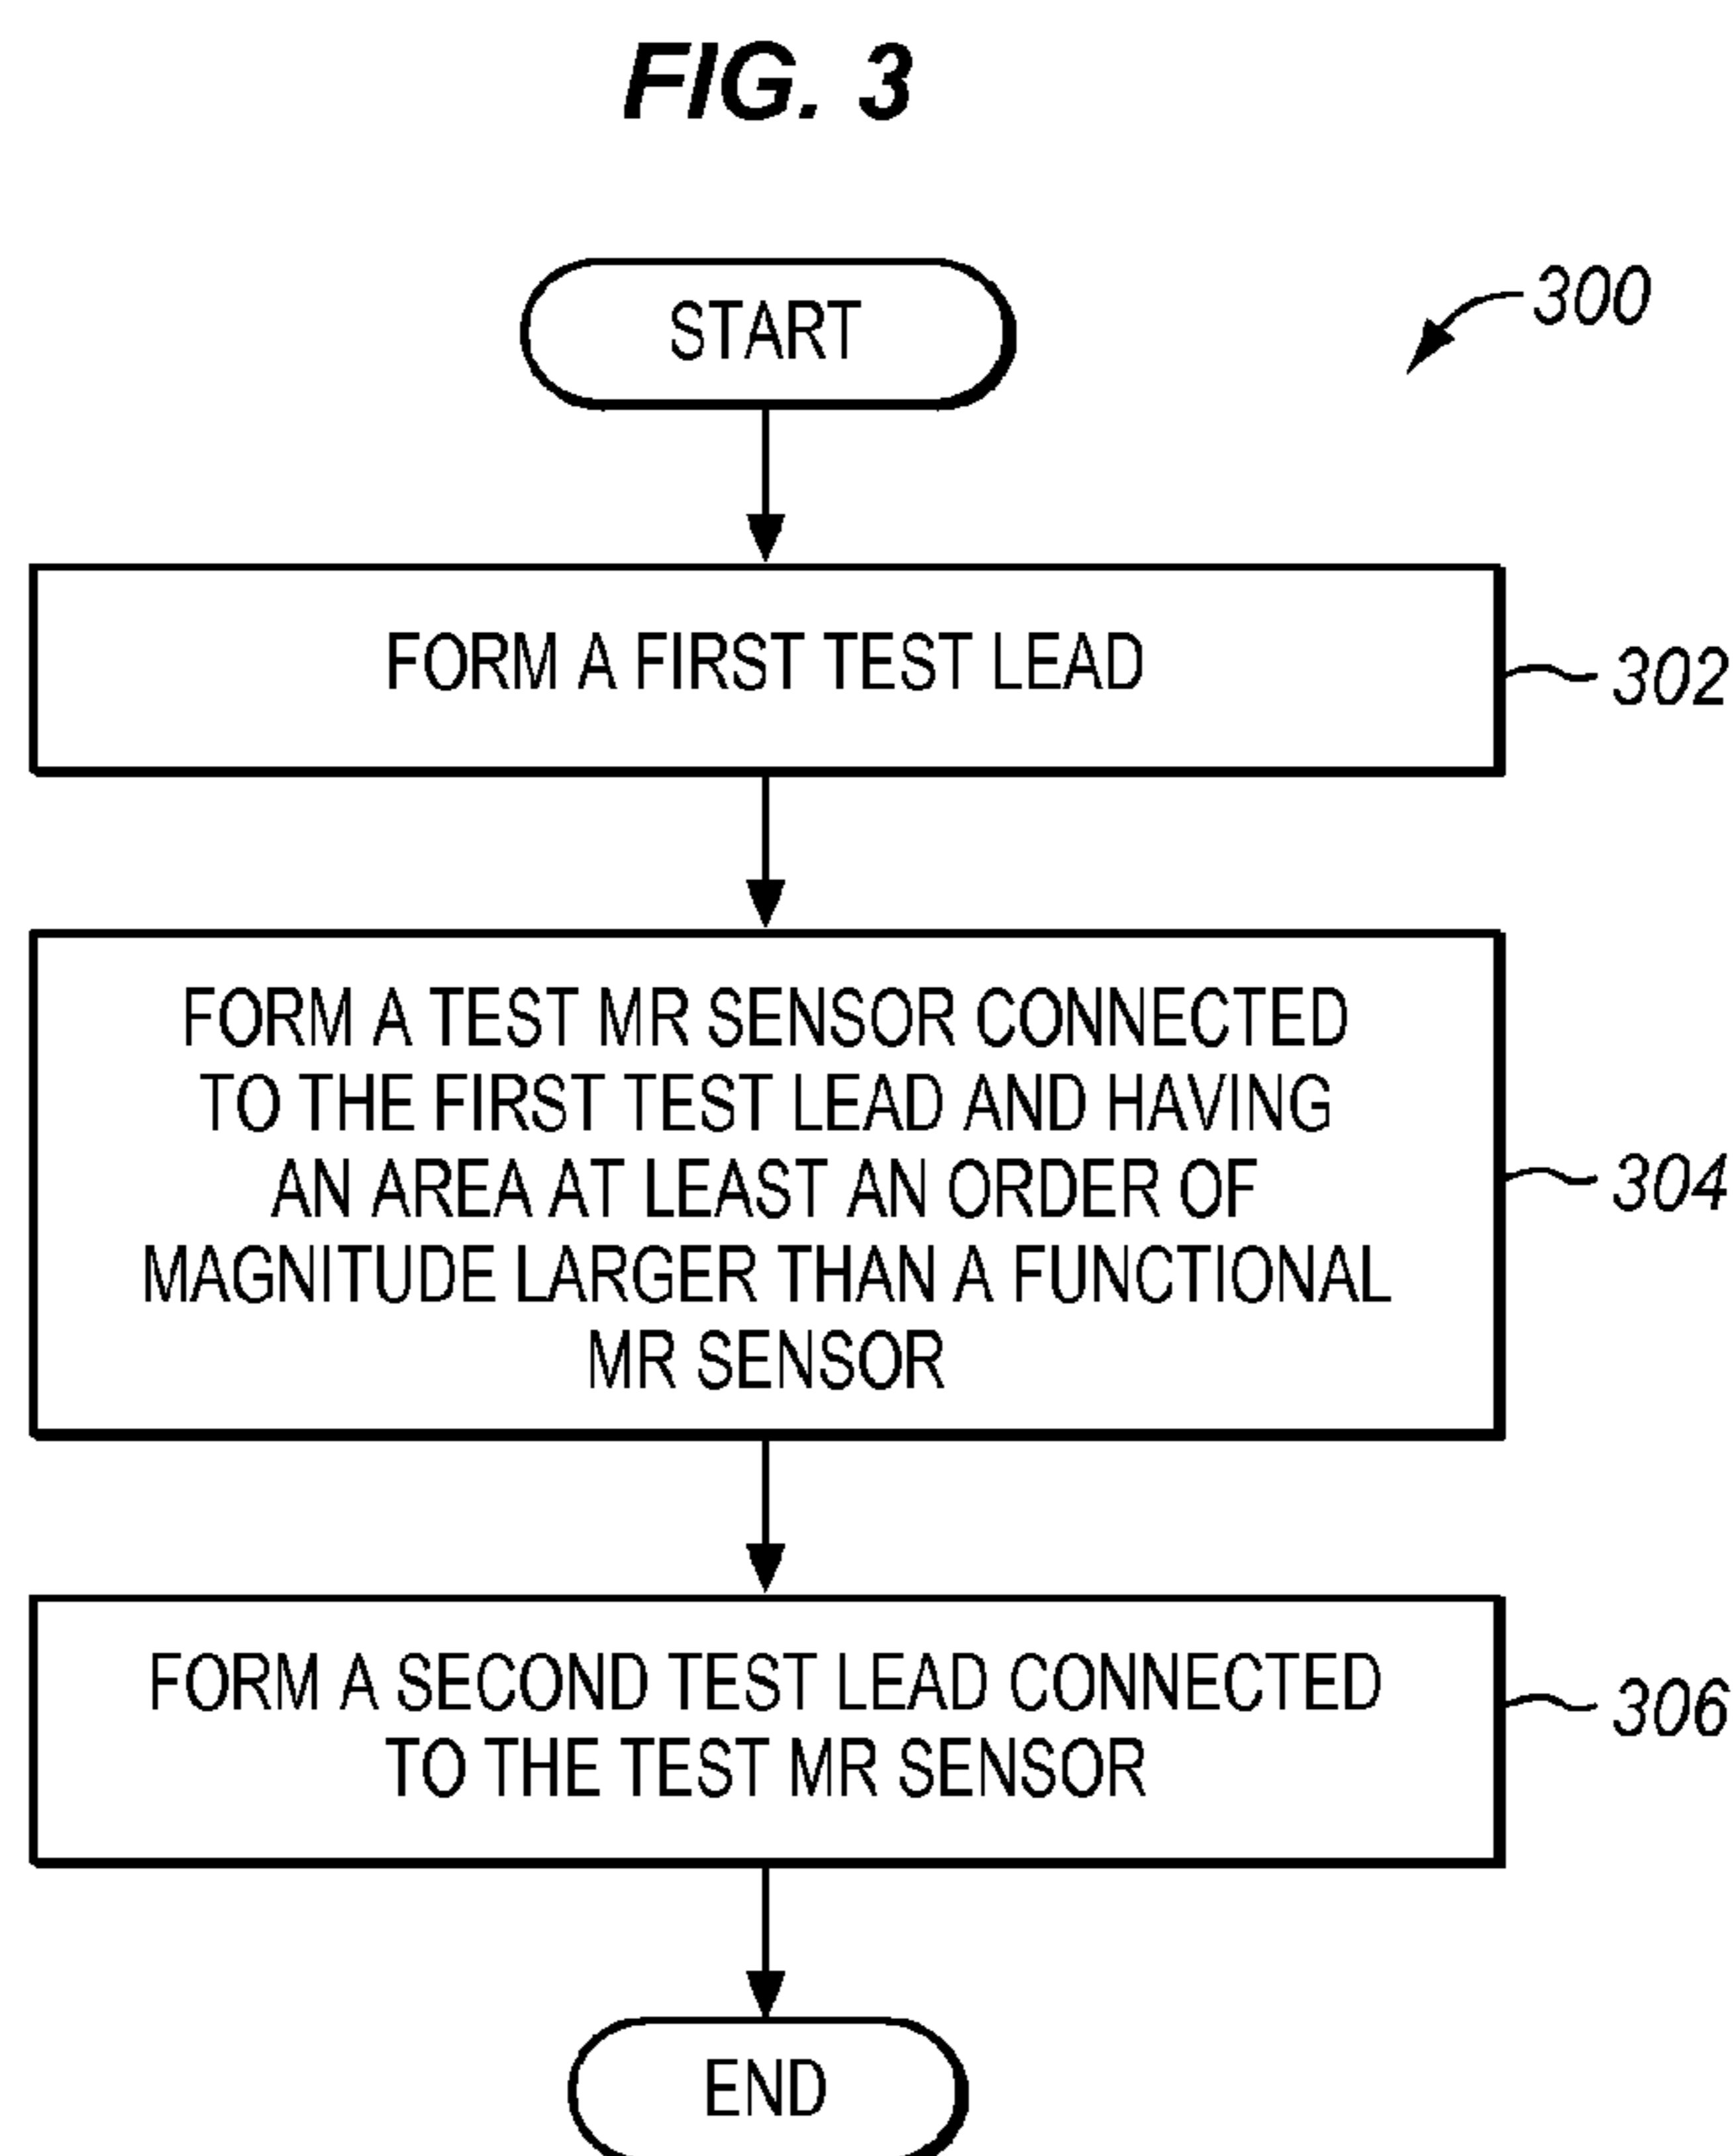 FIG. 3
START
300
FORM A FIRST TEST LEAD
302
FORM A TEST MR SENSOR CONNECTED
TO THE FIRST TEST LEAD AND HAVING
AN AREA AT LEAST AN ORDER OF
MAGNITUDE LARGER THAN A FUNCTIONAL
MR SENSOR
304
FORM A SECOND TEST LEAD CONNECTED
TO THE TEST MR SENSOR
306
END